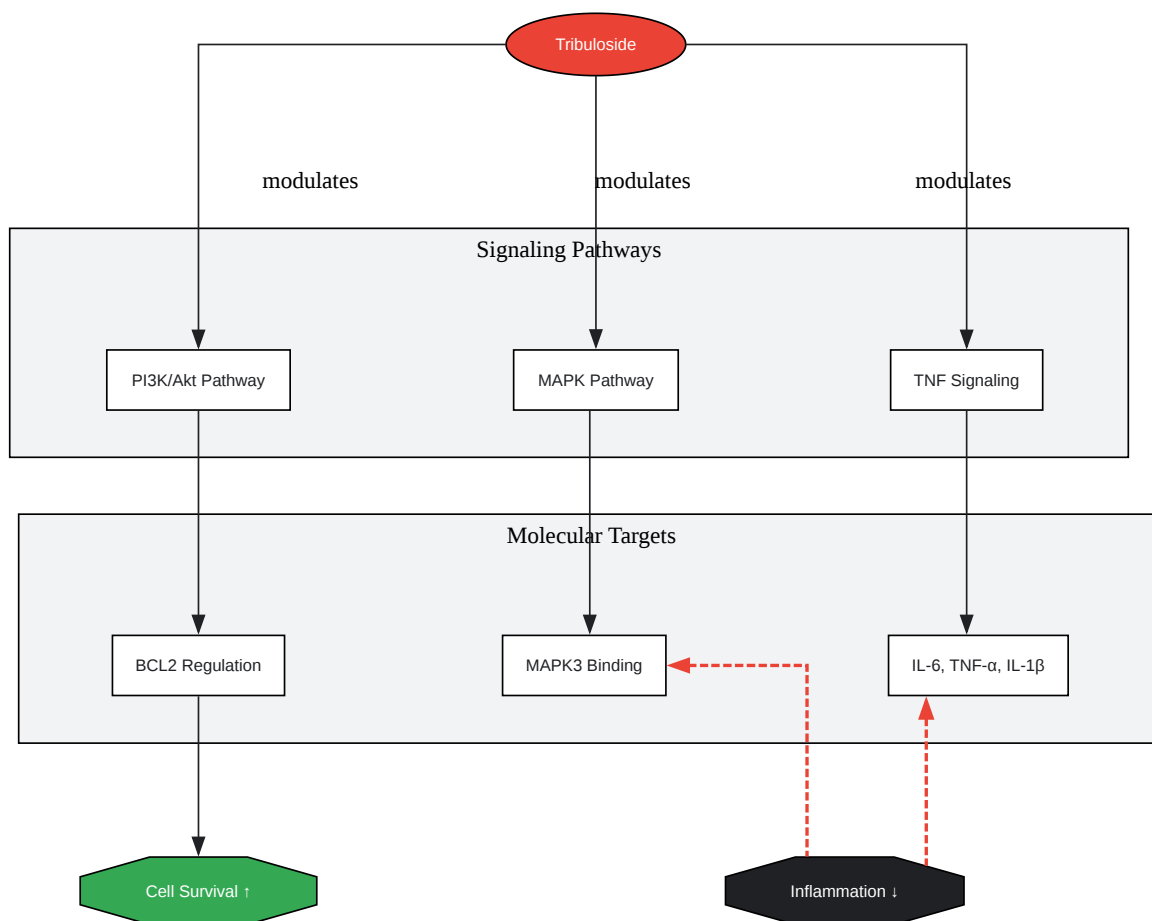 Tribuloside
modulates
modulates
modulates
Signaling Pathways
PI3K/Akt Pathway
MAPK Pathway
TNF Signaling
Molecular Targets
BCL2 Regulation
MAPK3 Binding
IL-6, TNF-α, IL-1β
Cell Survival ↑
Inflammation ↓